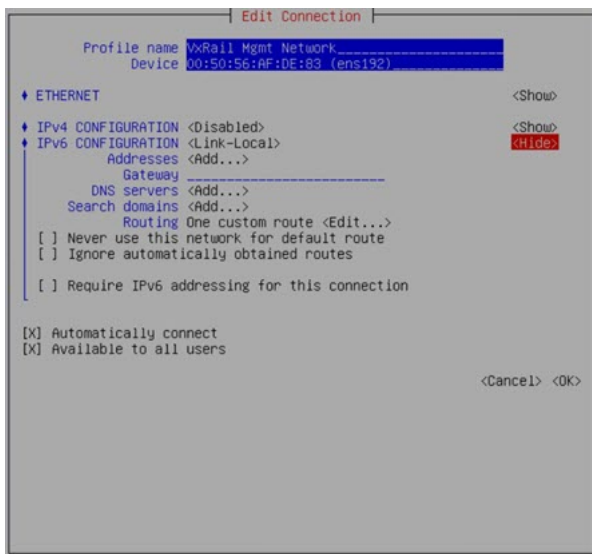 Edit Connection
Profile name VxRail Mgmt Network
Device 00:50:56:AF:DE:83 (ens192)
ETHERNET <Show>
IPv4 CONFIGURATION <Disabled> <Show>
IPv6 CONFIGURATION <Link-Local> <Hide>
Addresses <Add...>
Gateway
DNS servers <Add...>
Search domains <Add...>
Routing One custom route <Edit...>
[ ] Never use this network for default route
[ ] Ignore automatically obtained routes
[ ] Require IPv6 addressing for this connection
[X] Automatically connect
[X] Available to all users
<Cancel> <OK>